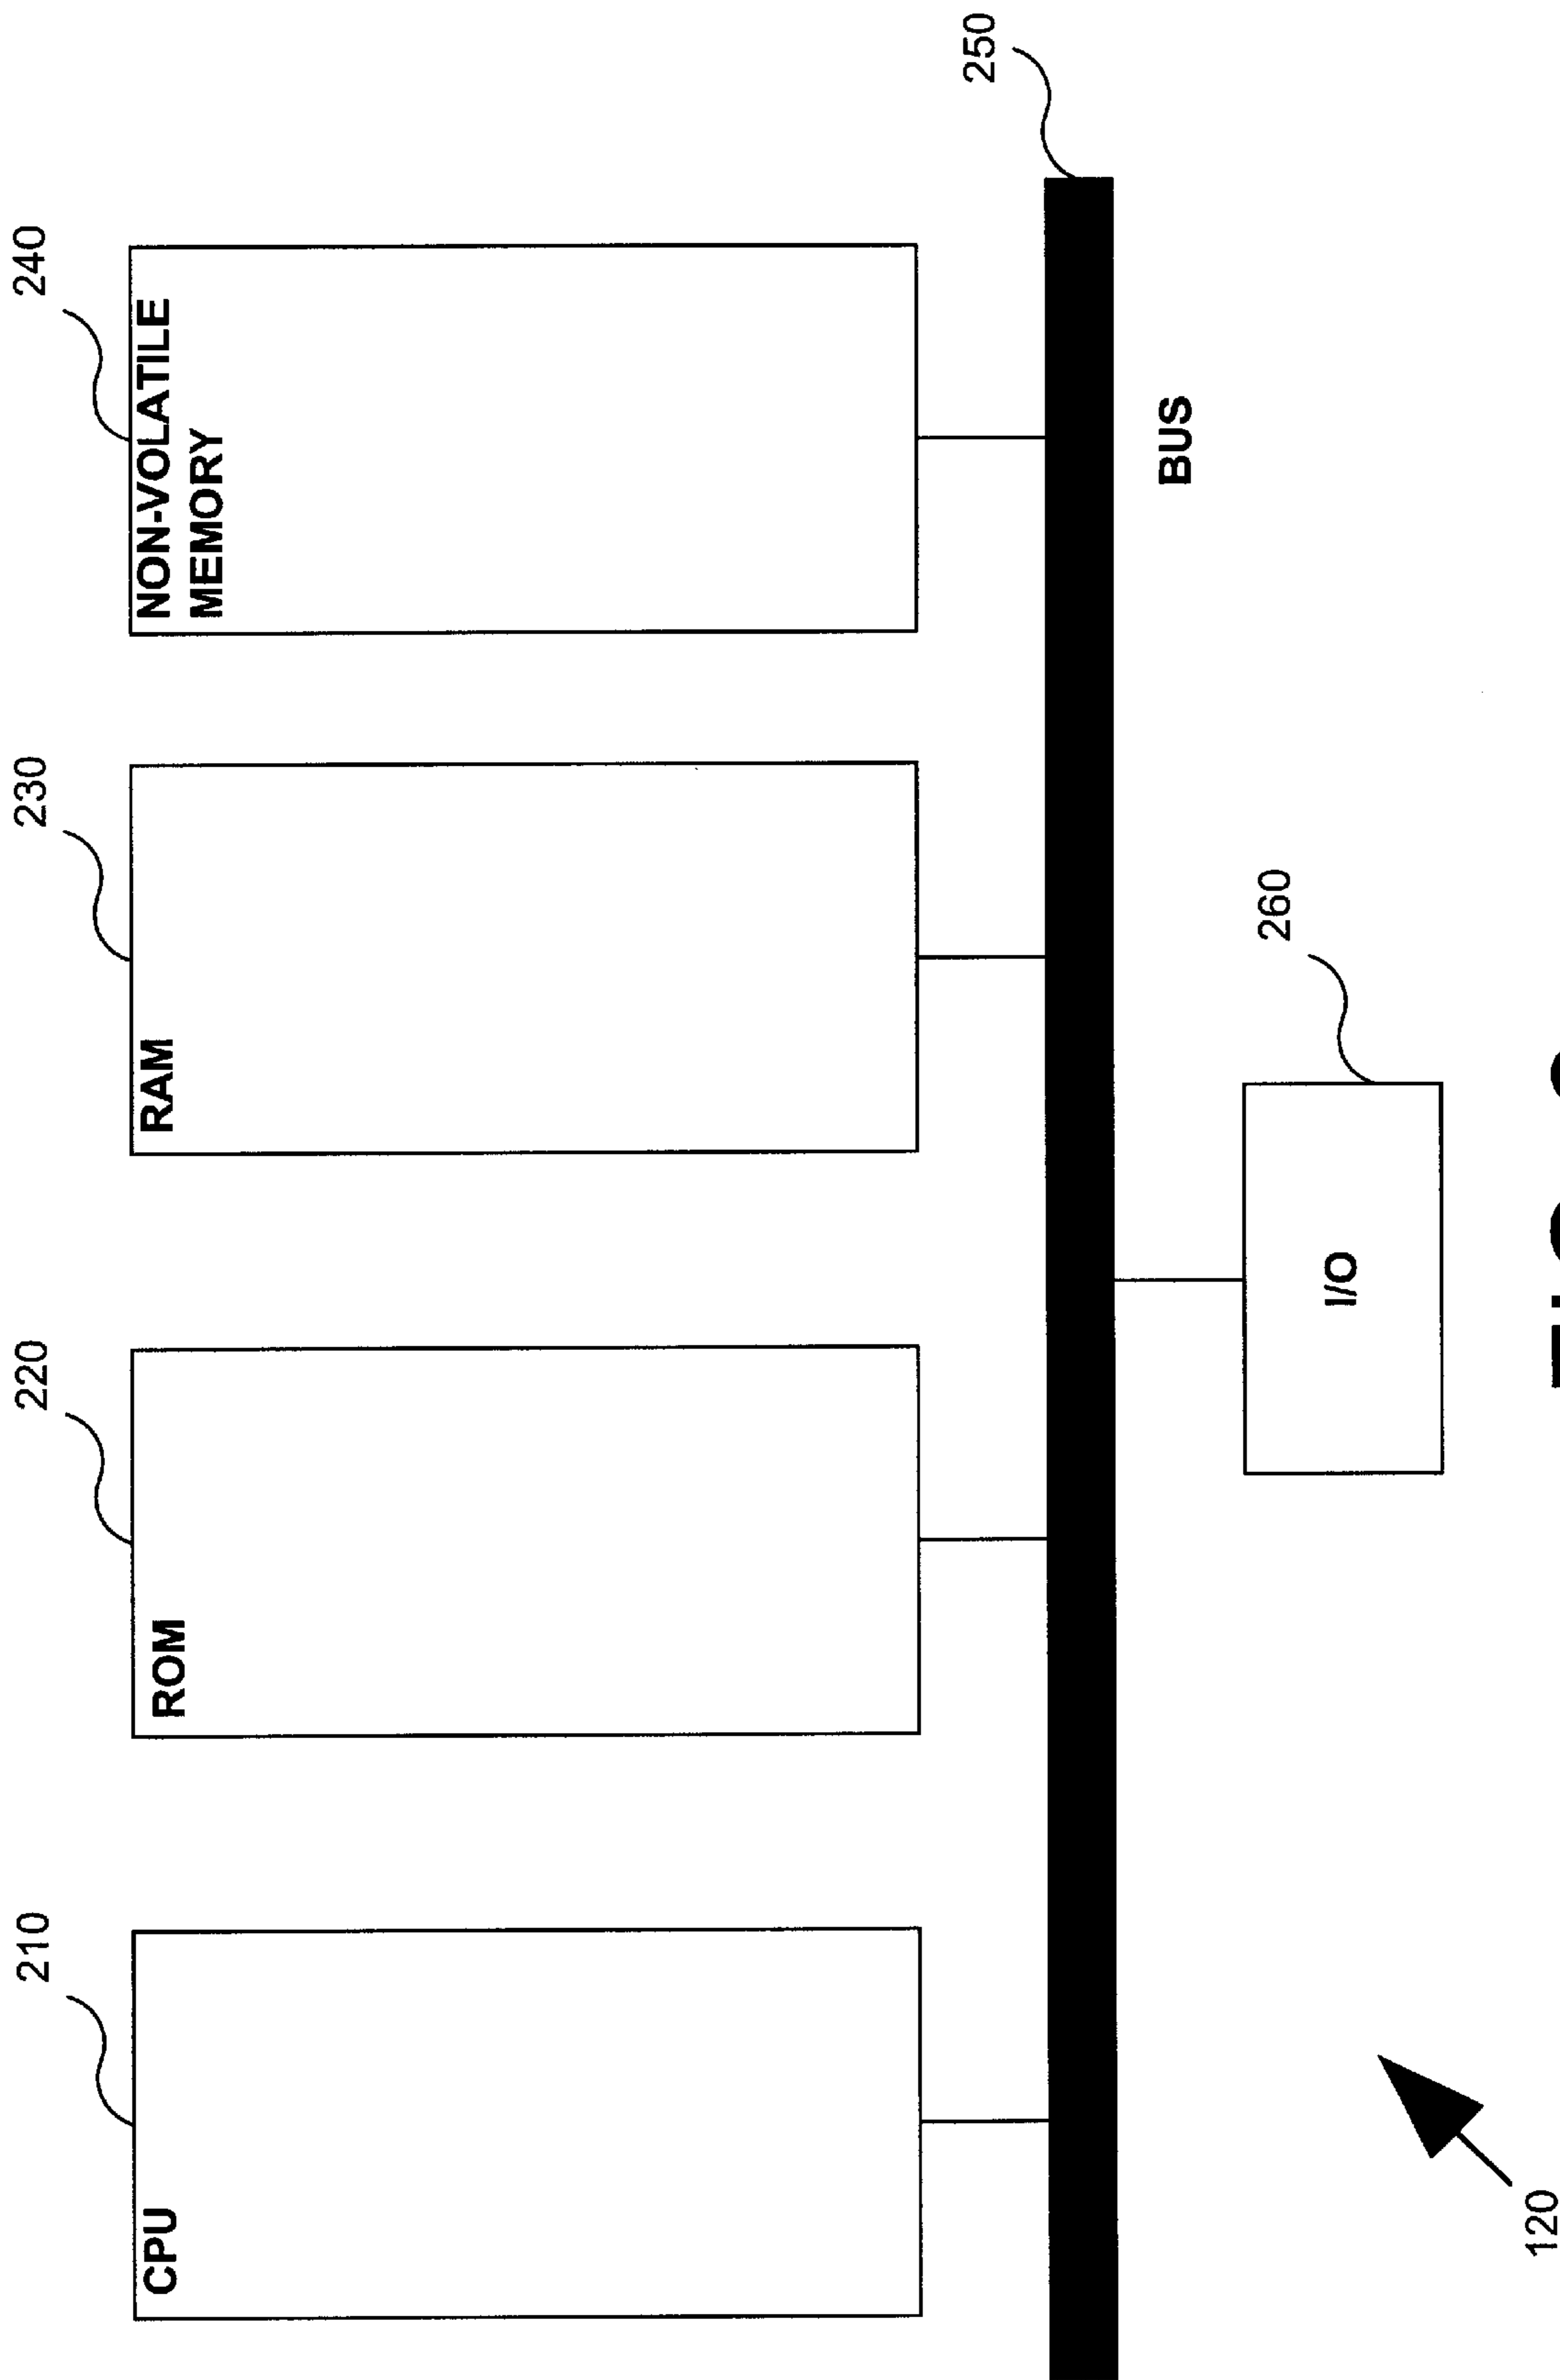 210
220
230
240
CPU
ROM
RAM
NON-VOLATILE
MEMORY
250
BUS
260
I/O
120